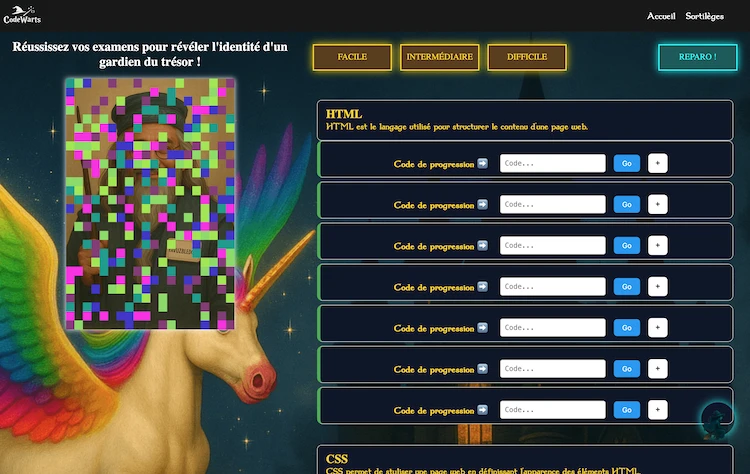 CodeWarts
Accueil Sortilèges
Réussissez vos examens pour révéler l'identité d'un
gardien du trésor !
FACILE
INTERMÉDIAIRE
DIFFICILE
REPARO !
HTML
HTML est le langage utilisé pour structurer le contenu d'une page web.
Code de progression ➡️ Code... Go +
Code de progression ➡️ Code... Go +
Code de progression ➡️ Code... Go +
Code de progression ➡️ Code... Go +
Code de progression ➡️ Code... Go +
Code de progression ➡️ Code... Go +
Code de progression ➡️ Code... Go +
CSS
CSS permet de styliser une page web en définissant l'apparence des éléments HTML.